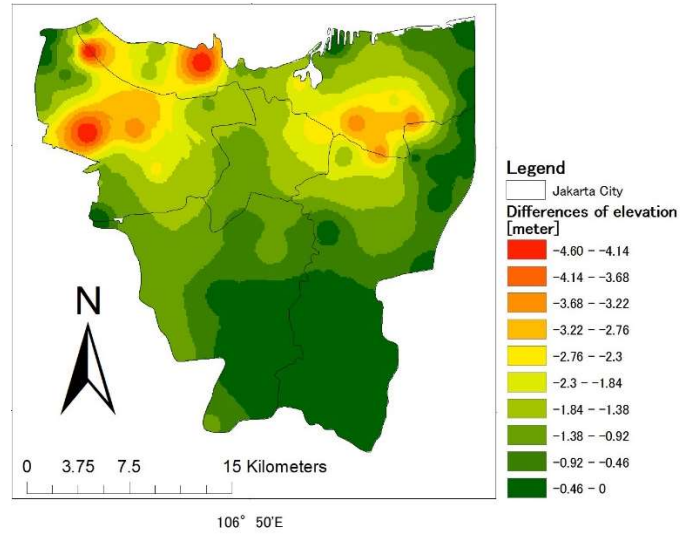 Legend
Jakarta City
Differences of elevation
[meter]
-4.60 - -4.14
-4.14 - -3.68
-3.68 - -3.22
-3.22 - -2.76
-2.76 - -2.3
-2.3 - -1.84
-1.84 - -1.38
-1.38 - -0.92
-0.92 - -0.46
-0.46 - 0
N
0 3.75 7.5 15 Kilometers
106° 50'E